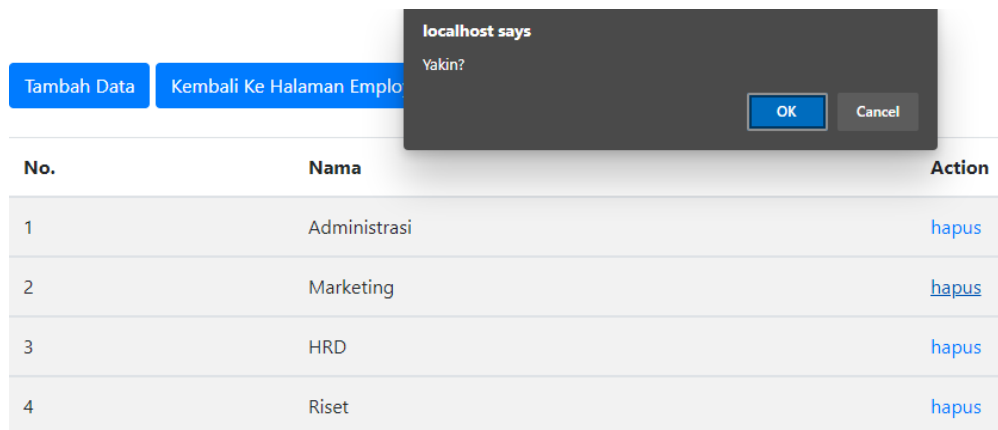 localhost says
Yakin?
OK Cancel
Tambah Data Kembali Ke Halaman Emplo
No. Nama Action
1 Administrasi hapus
2 Marketing hapus
3 HRD hapus
4 Riset hapus